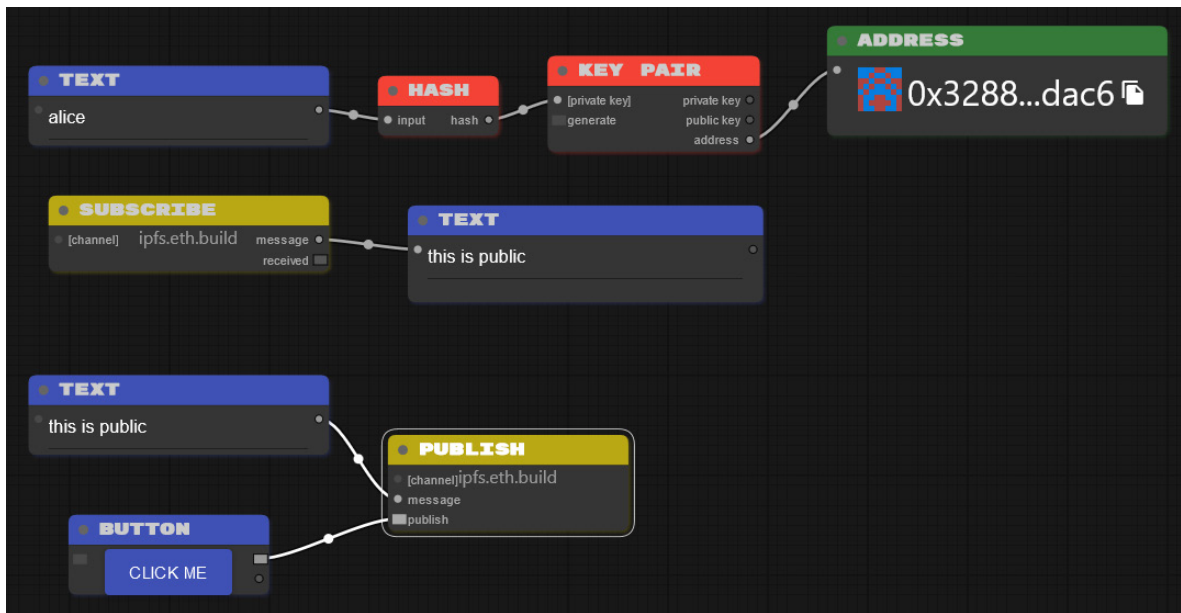 TEXT
alice
HASH
input hash
KEY PAIR
[private key] private key
generate public key
address
ADDRESS
0x3288...dac6
SUBSCRIBE
[channel] ipfs.eth.build message
received
TEXT
this is public
TEXT
this is public
PUBLISH
[channel]ipfs.eth.build
message
publish
BUTTON
CLICK ME